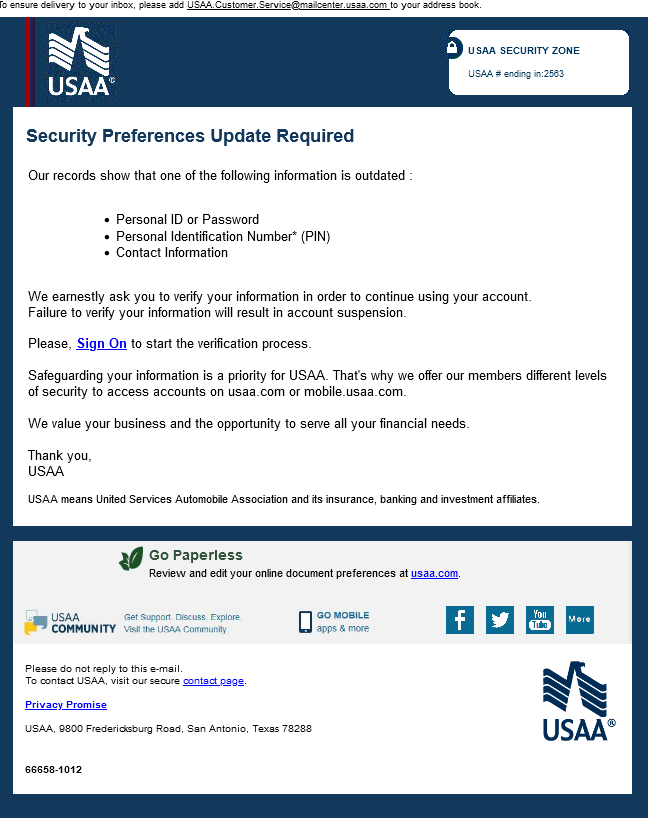 To ensure delivery to your inbox, please add USAA.Customer.Service@mailcenter.usaa.com to your address book.
USAA®
USAA SECURITY ZONE
USAA # ending in:2563
Security Preferences Update Required
Our records show that one of the following information is outdated :
• Personal ID or Password
• Personal Identification Number* (PIN)
• Contact Information
We earnestly ask you to verify your information in order to continue using your account.
Failure to verify your information will result in account suspension.
Please, Sign On to start the verification process.
Safeguarding your information is a priority for USAA. That's why we offer our members different levels
of security to access accounts on usaa.com or mobile.usaa.com.
We value your business and the opportunity to serve all your financial needs.
Thank you,
USAA
USAA means United Services Automobile Association and its insurance, banking and investment affiliates.
Go Paperless
Review and edit your online document preferences at usaa.com.
USAA
COMMUNITY
Get Support. Discuss. Explore.
Visit the USAA Community.
GO MOBILE
apps & more
f
You
Tube
More
Please do not reply to this e-mail.
To contact USAA, visit our secure contact page.
Privacy Promise
USAA, 9800 Fredericksburg Road, San Antonio, Texas 78288
USAA®
66658-1012